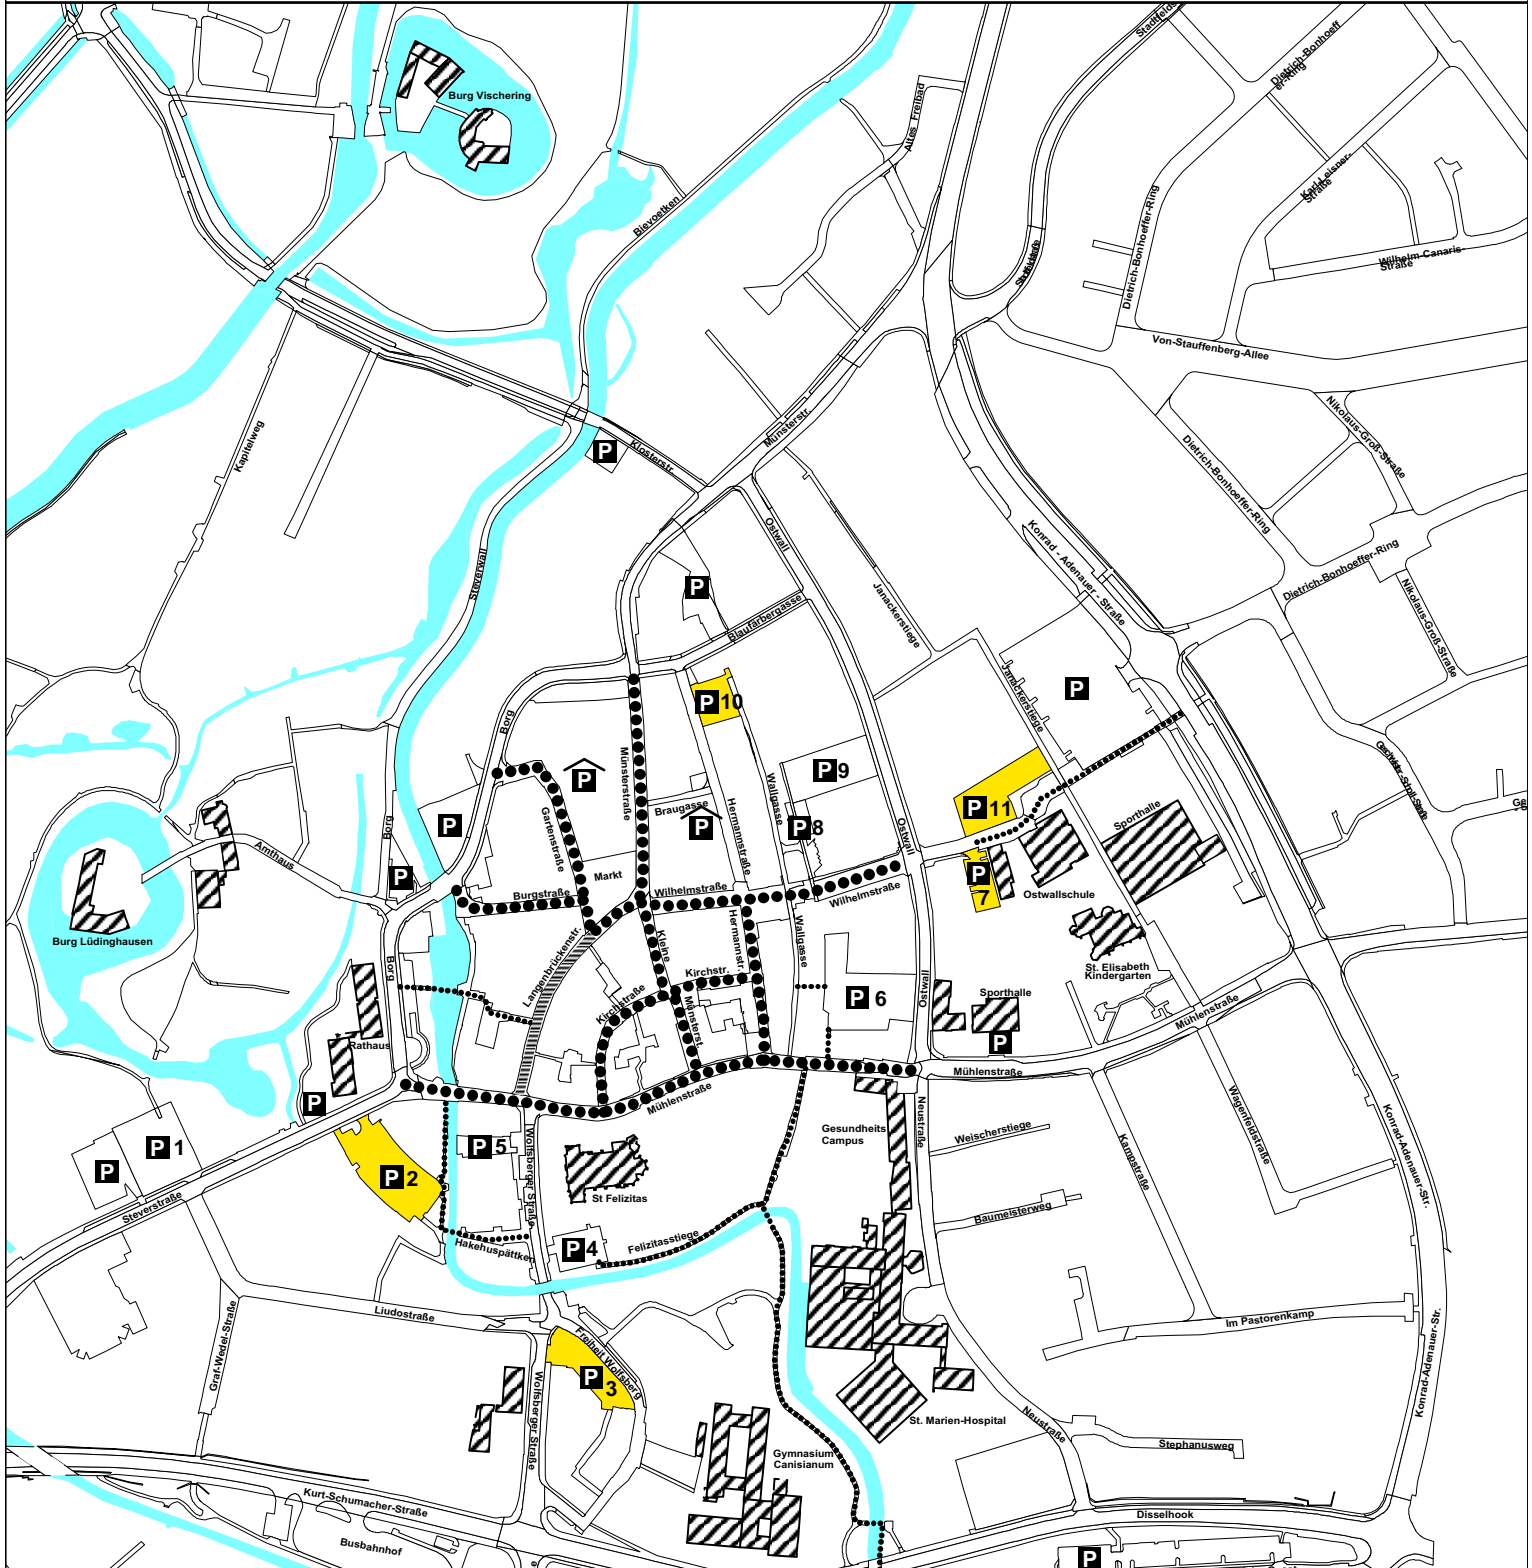 Stadtfelds
Dietrich-Bonhoeff
er-Ring
Burg Vischering
Altes Freibad
Karl-Leisner-
Straße
Bievoetken
Dietrich-Bonhoeffer-Ring
Wilhelm-Canaris-
Straße
Von-Stauffenberg-Allee
Kapitelweg
Münsterstr.
Nikolaus-Groß-Straße
P
Klosterstr.
Dietrich-Bonhoeffer-Ring
Ostwall
Konrad - Adenauer - Straße
Steverwall
Dietrich-Bonhoeffer-Ring
P
Janackerstiege
Blaufärbergasse
Nikolaus-Groß-Straße
P
P 10
Janackerstiege
Borg
P
Münsterstraße
P 9
Wallgasse
Braugasse
Hermannstraße
P 11
P
Borg
Gartenstraße
P
P 8
Ostwall
Sporthalle
Amthaus
P
Markt
P
7
Ostwallschule
Burgstraße
Wilhelmstraße
Wilhelmstraße
Burg Lüdinghausen
Langenbrückenstr.
Kleine
Hermannstr.
Wallgasse
St. Elisabeth
Kindergarten
Borg
Kirchstr.
Kirchstraße
Münsterst.
P 6
Ostwall
Sporthalle
Mühlenstraße
Rathaus
P
Mühlenstraße
Mühlenstraße
P
P 1
P
P 5
Wolfsberger Straße
Gesundheits
Campus
Neustraße
Weischerstiege
Kampstraße
Wagenfeldstraße
Konrad-Adenauer-Str.
P 2
St Felizitas
Steverstraße
Baumeisterweg
Hakehuspättken
P 4
Felizitasstiege
Liudostraße
Im Pastorenkamp
Graf-Wedel-Straße
Freiheit Wolfsberg
P 3
Konrad-Adenauer-Str.
Wolfsberger Straße
St. Marien-Hospital
Neustraße
Gymnasium
Canisianum
Stephanusweg
Kurt-Schumacher-Straße
Disselhook
Busbahnhof
P